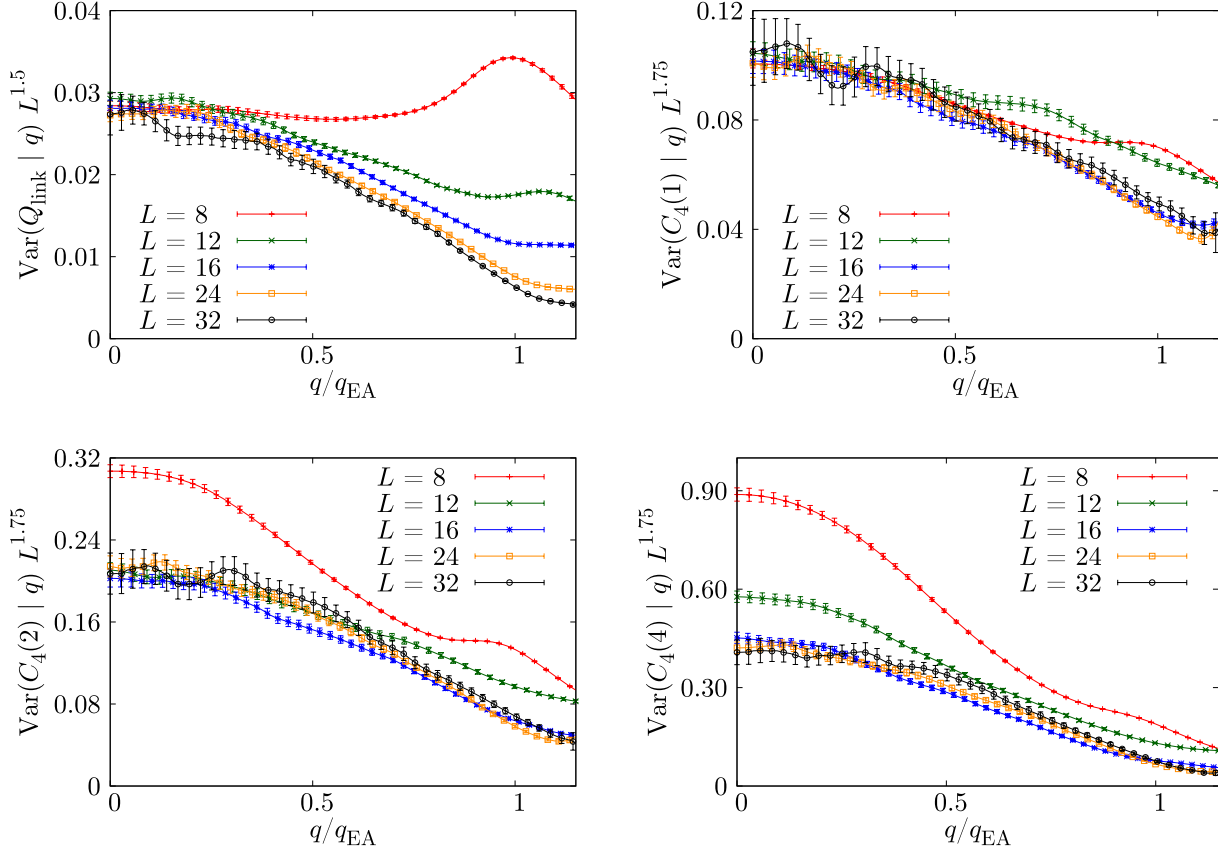 Var(Q_link | q) L^1.5
0.04
0.03
0.02
0.01
0
L = 8
L = 12
L = 16
L = 24
L = 32
0
0.5
1
q/q_EA
Var(C_4(1) | q) L^1.75
0.12
0.08
0.04
0
L = 8
L = 12
L = 16
L = 24
L = 32
0
0.5
1
q/q_EA
Var(C_4(2) | q) L^1.75
0.32
0.24
0.16
0.08
0
L = 8
L = 12
L = 16
L = 24
L = 32
0
0.5
1
q/q_EA
Var(C_4(4) | q) L^1.75
0.90
0.60
0.30
0
L = 8
L = 12
L = 16
L = 24
L = 32
0
0.5
1
q/q_EA